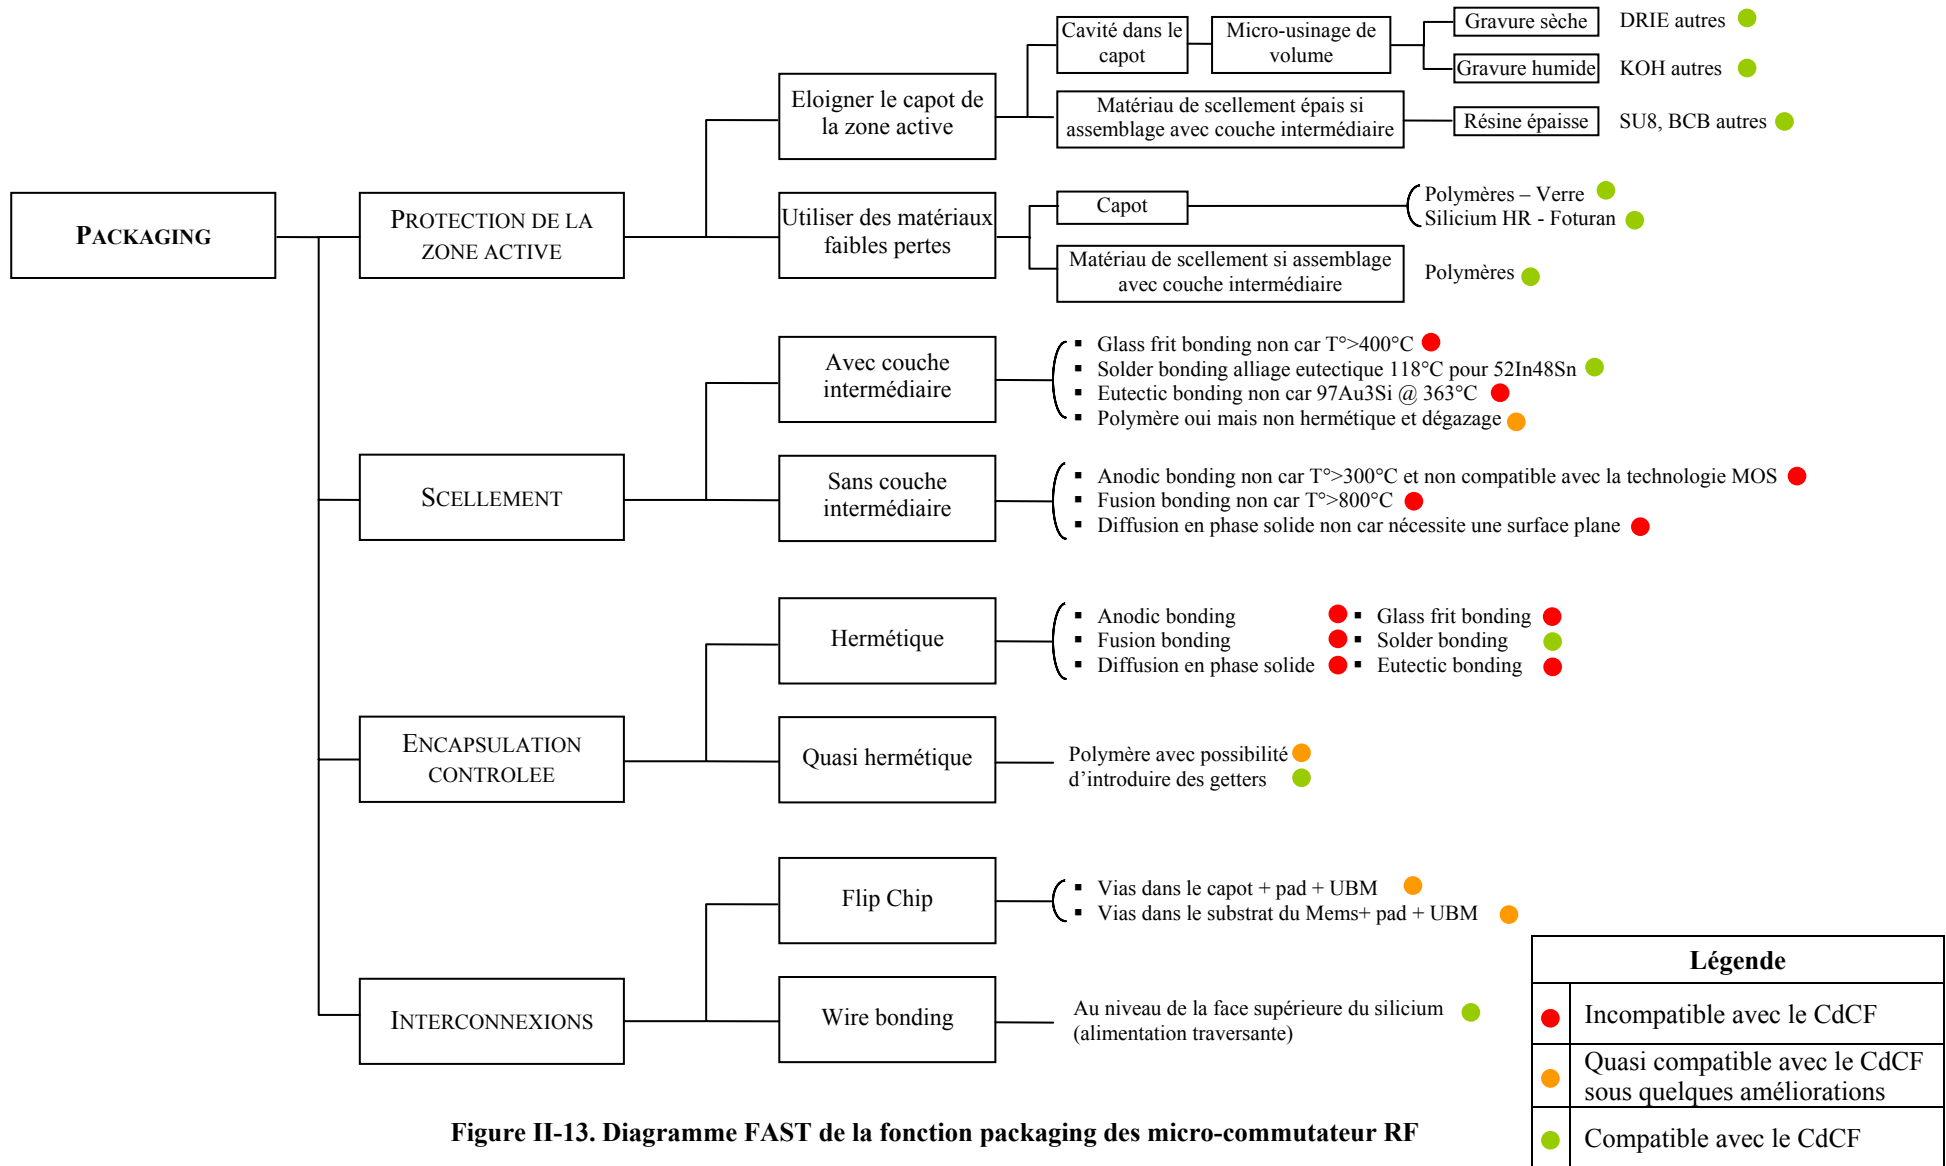 PACKAGING
PROTECTION DE LA
ZONE ACTIVE
Eloigner le capot de
la zone active
Cavité dans le
capot
Micro-usinage de
volume
Gravure sèche
DRIE autres
Gravure humide
KOH autres
Matériau de scellement épais si
assemblage avec couche intermédiaire
Résine épaisse
SU8, BCB autres
Utiliser des matériaux
faibles pertes
Capot
Polymères – Verre
Silicium HR - Foturan
Matériau de scellement si assemblage
avec couche intermédiaire
Polymères
SCELLEMENT
Avec couche
intermédiaire
▪ Glass frit bonding non car T°>400°C
▪ Solder bonding alliage eutectique 118°C pour 52In48Sn
▪ Eutectic bonding non car 97Au3Si @ 363°C
▪ Polymère oui mais non hermétique et dégazage
Sans couche
intermédiaire
▪ Anodic bonding non car T°>300°C et non compatible avec la technologie MOS
▪ Fusion bonding non car T°>800°C
▪ Diffusion en phase solide non car nécessite une surface plane
ENCAPSULATION
CONTROLEE
Hermétique
▪ Anodic bonding
▪ Fusion bonding
▪ Diffusion en phase solide
▪ Glass frit bonding
▪ Solder bonding
▪ Eutectic bonding
Quasi hermétique
Polymère avec possibilité
d’introduire des getters
INTERCONNEXIONS
Flip Chip
▪ Vias dans le capot + pad + UBM
▪ Vias dans le substrat du Mems+ pad + UBM
Wire bonding
Au niveau de la face supérieure du silicium
(alimentation traversante)
Légende
Incompatible avec le CdCF
Quasi compatible avec le CdCF
sous quelques améliorations
Compatible avec le CdCF
Figure II-13. Diagramme FAST de la fonction packaging des micro-commutateur RF